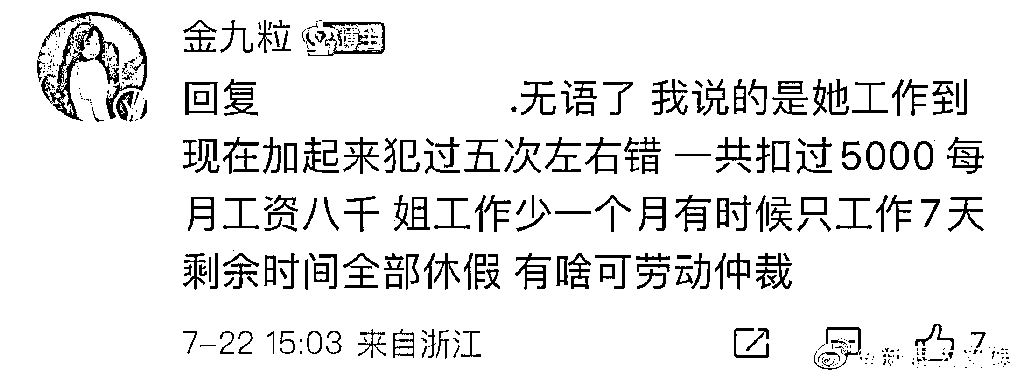 金九粒 博主
回复 .无语了 我说的是她工作到
现在加起来犯过五次左右错 一共扣过5000 每
月工资八千 姐工作少一个月有时候只工作7天
剩余时间全部休假 有啥可劳动仲裁
7-22 15:03 来自浙江 7